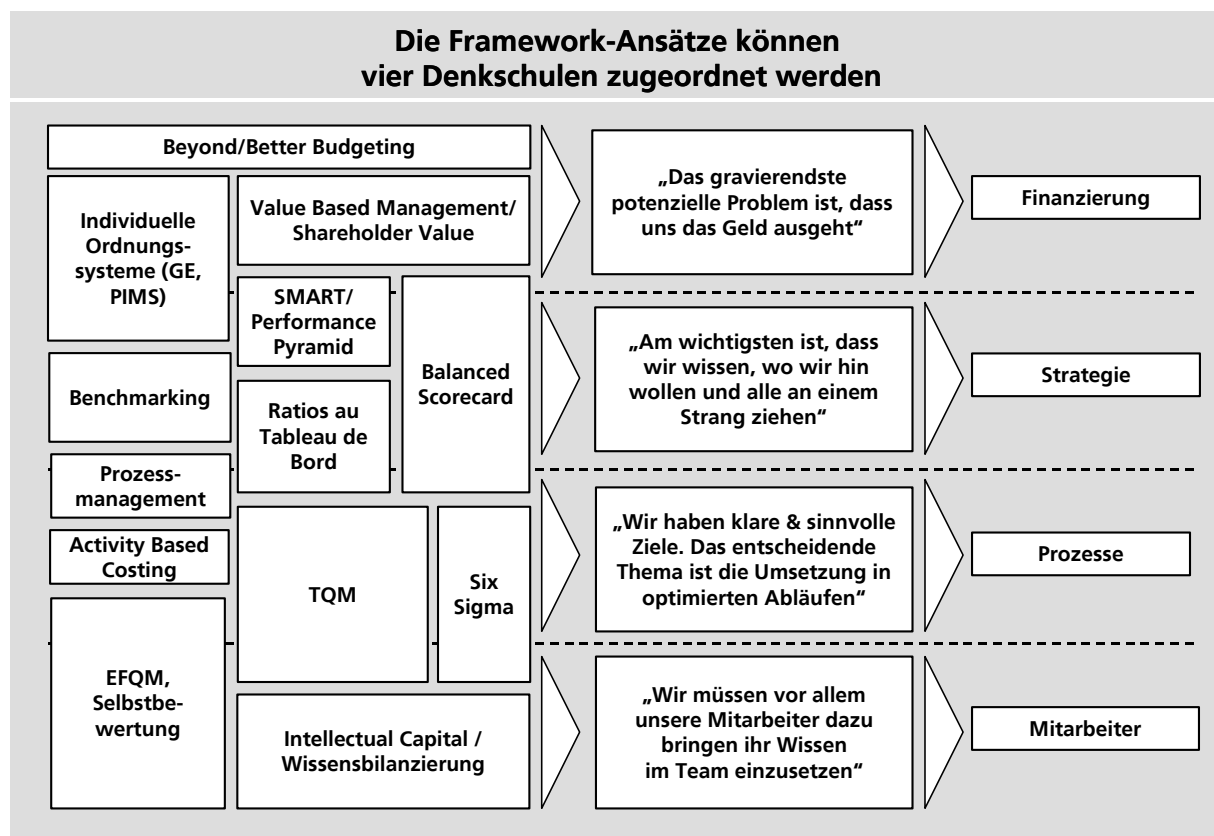 Die Framework-Ansätze können
vier Denkschulen zugeordnet werden
Beyond/Better Budgeting
Individuelle
Ordnungs-
systeme (GE,
PIMS)
Value Based Management/
Shareholder Value
„Das gravierendste
potenzielle Problem ist, dass
uns das Geld ausgeht“
Finanzierung
SMART/
Performance
Pyramid
Balanced
Scorecard
Benchmarking
Ratios au
Tableau de
Bord
„Am wichtigsten ist, dass
wir wissen, wo wir hin
wollen und alle an einem
Strang ziehen“
Strategie
Prozess-
management
Activity Based
Costing
TQM
Six
Sigma
„Wir haben klare & sinnvolle
Ziele. Das entscheidende
Thema ist die Umsetzung in
optimierten Abläufen“
Prozesse
EFQM,
Selbstbe-
wertung
Intellectual Capital /
Wissensbilanzierung
„Wir müssen vor allem
unsere Mitarbeiter dazu
bringen ihr Wissen
im Team einzusetzen“
Mitarbeiter